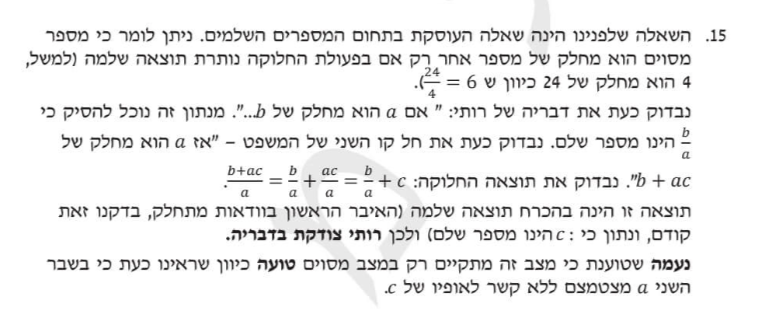 15. השאלה שלפנינו הינה שאלה העוסקת בתחום המספרים השלמים. ניתן לומר כי מספר
מסוים הוא מחלק של מספר אחר רק אם בפעולת החלוקה נותרת תוצאה שלמה (למשל,
4 הוא מחלק של 24 כיוון ש 6 = \frac{24}{4}).
נבדוק כעת את דבריה של רותי: " אם a הוא מחלק של b...". מנתון זה נוכל להסיק כי
\frac{b}{a} הינו מספר שלם. נבדוק כעת את חל קו השני של המשפט – "אז a הוא מחלק של
b + ac". נבדוק את תוצאת החלוקה: \frac{b+ac}{a} = \frac{b}{a} + \frac{ac}{a} = \frac{b}{a} + c.
תוצאה זו הינה בהכרח תוצאה שלמה (האיבר הראשון בוודאות מתחלק, בדקנו זאת
קודם, ונתון כי : c הינו מספר שלם) ולכן רותי צודקת בדבריה.
נעמה שטוענת כי מצב זה מתקיים רק במצב מסוים טועה כיוון שראינו כעת כי בשבר
השני a מצטמצם ללא קשר לאופיו של c.